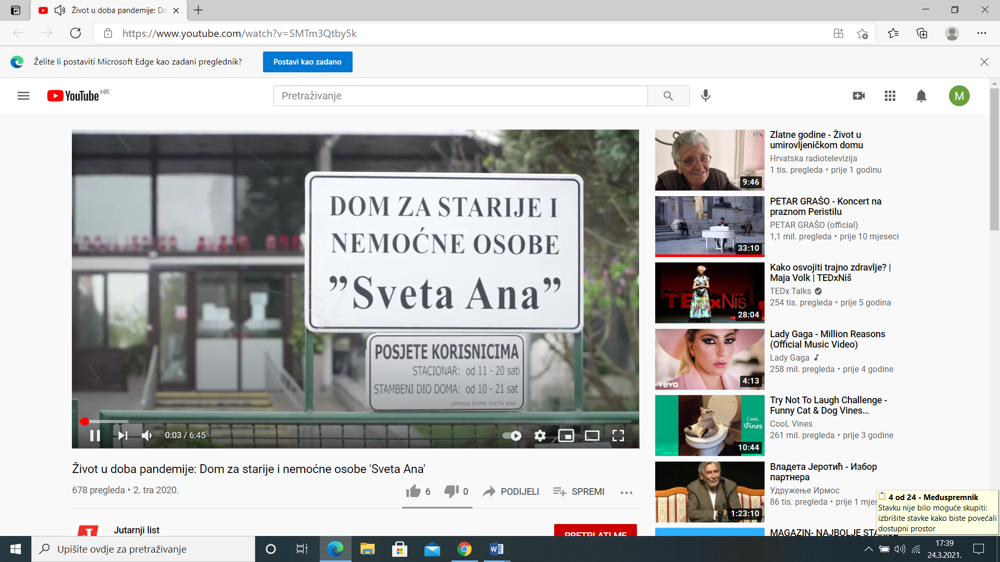 Život u doba pandemije: Do
https://www.youtube.com/watch?v=SMTm3Qtby5k
Želite li postaviti Microsoft Edge kao zadani preglednik?
Postavi kao zadano
YouTube HR
Pretraživanje
M
DOM ZA STARIJE I
NEMOĆNE OSOBE
”Sveta Ana”
POSJETE KORISNICIMA
STACIONAR: od 11 - 20 sati
STAMBENI DIO DOMA: od 10 - 21 sat
UPRAVA DOMA SVETA ANA
0:03 / 6:45
Život u doba pandemije: Dom za starije i nemoćne osobe 'Sveta Ana'
678 pregleda • 2. tra 2020.
6
0
PODIJELI
SPREMI
Jutarnji list
PRETPLATI ME
Zlatne godine - Život u
umirovljeničkom domu
Hrvatska radiotelevizija
1 tis. pregleda • prije 1 godinu
9:46
PETAR GRAŠO - Koncert na
praznom Peristilu
PETAR GRAŠO (official)
1,1 mil. pregleda • prije 10 mjeseci
33:10
Kako osvojiti trajno zdravlje? |
Maja Volk | TEDxNiš
TEDx Talks
254 tis. pregleda • prije 5 godina
TEDxNiš
28:04
Lady Gaga - Million Reasons
(Official Music Video)
Lady Gaga
258 mil. pregleda • prije 4 godine
vevo
4:13
Try Not To Laugh Challenge -
Funny Cat & Dog Vines...
CooL Vines
261 mil. pregleda • prije 3 godine
CooL
Vines
10:44
Владета Јеротић - Избор
партнера
Удружење Ирмос
86 tis. pregleda • prije 1 mjes
1:23:10
MAGAZIN- NAJBOLJE STARIJE
4 od 24 - Međuspremnik
Stavku nije bilo moguće skupiti:
izbrišite stavke kako biste povećali
dostupni prostor
Upišite ovdje za pretraživanje
17:39
24.3.2021.